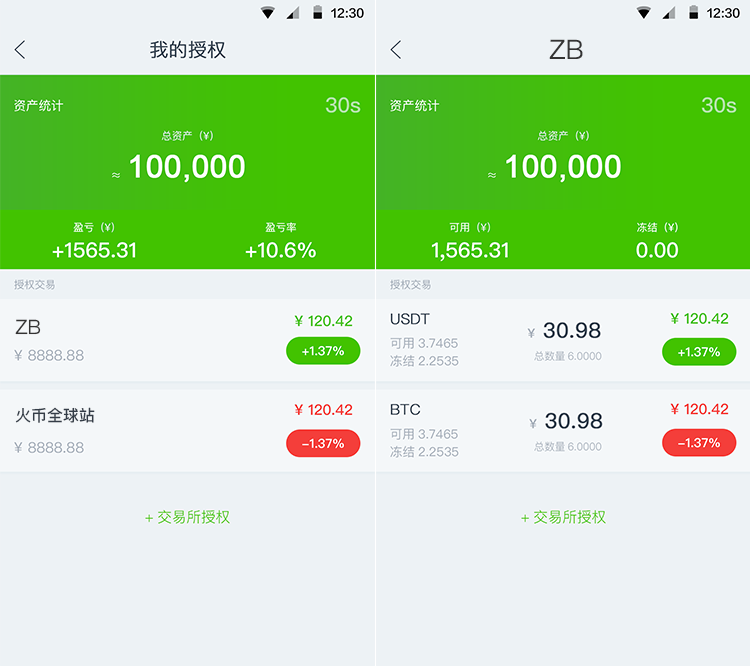 12:30
我的授权
资产统计
30s
总资产（¥）
≈ 100,000
盈亏（¥） 盈亏率
+1565.31 +10.6%
授权交易
ZB
¥ 8888.88
¥ 120.42
+1.37%
火币全球站
¥ 8888.88
¥ 120.42
−1.37%
+ 交易所授权
12:30
ZB
资产统计
30s
总资产（¥）
≈ 100,000
可用（¥） 冻结（¥）
1,565.31 0.00
授权交易
USDT
可用 3.7465
冻结 2.2535
¥ 30.98
总数量 6.0000
¥ 120.42
+1.37%
BTC
可用 3.7465
冻结 2.2535
¥ 30.98
总数量 6.0000
¥ 120.42
−1.37%
+ 交易所授权